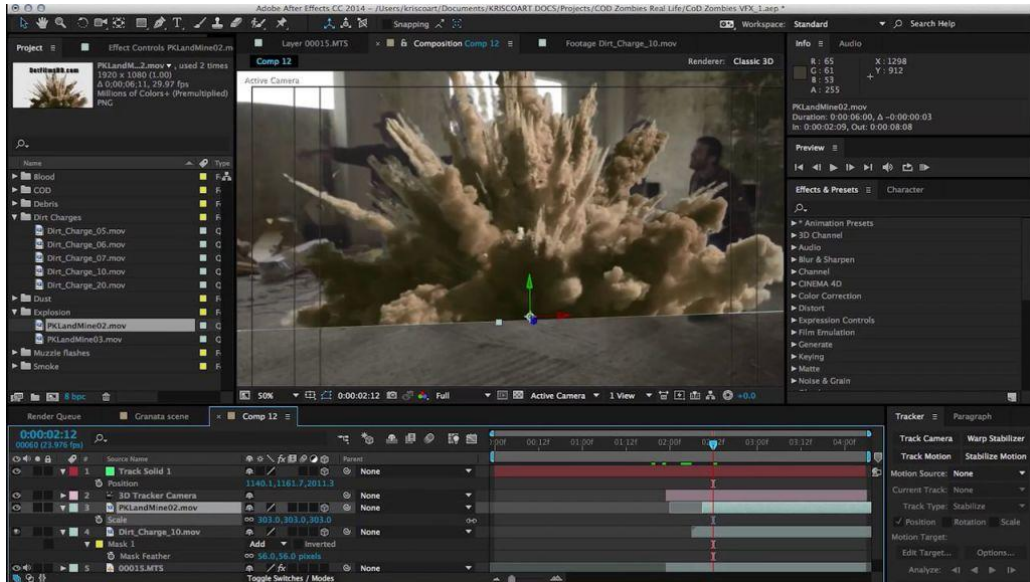 Adobe After Effects CC 2014 – /Users/kriscoart/Documents/KRISCOART DOCS/Projects/COD Zombies Real Life/CoD Zombies VFX_1.aep *
Snapping
Workspace: Standard
Search Help
Project
Effect Controls PKLandMine02.m
DetFilmsDB.com
PKLandM...2.mov ▾ , used 2 times
1920 x 1080 (1.00)
Δ 0;00;06;11, 29.97 fps
Millions of Colors+ (Premultiplied)
PNG
Name
Type
Blood
COD
Debris
Dirt Charges
Dirt_Charge_05.mov
Dirt_Charge_06.mov
Dirt_Charge_07.mov
Dirt_Charge_10.mov
Dirt_Charge_20.mov
Dust
Explosion
PKLandMine02.mov
PKLandMine03.mov
Muzzle flashes
Smoke
8 bpc
Layer 00015.MTS
Composition Comp 12
Footage Dirt_Charge_10.mov
Comp 12
Renderer: Classic 3D
Active Camera
50%
0:00:02:12
Full
Active Camera
1 View
+0.0
Info
Audio
R : 65
G : 61
B : 53
A : 255
X : 1298
Y : 912
PKLandMine02.mov
Duration: 0:00:06:00, Δ -0:00:00:03
In: 0:00:02:09, Out: 0:00:08:08
Preview
Effects & Presets
Character
* Animation Presets
3D Channel
Audio
Blur & Sharpen
Channel
CINEMA 4D
Color Correction
Distort
Expression Controls
Film Emulation
Generate
Keying
Matte
Noise & Grain
Render Queue
Granata scene
Comp 12
0:00:02:12
00060 (23.976 fps)
#
Source Name
Parent
00:12f
01:00f
01:12f
02:00f
03:00f
03:12f
04:00f
1 Track Solid 1 None
Position 1140.1,1161.7,2011.3
2 3D Tracker Camera None
3 PKLandMine02.mov None
Scale 303.0,303.0,303.0
4 Dirt_Charge_10.mov None
Mask 1 Add Inverted
Mask Feather 56.0,56.0 pixels
5 00015.MTS None
Toggle Switches / Modes
Tracker
Paragraph
Track Camera
Warp Stabilizer
Track Motion
Stabilize Motion
Motion Source: None
Current Track: None
Track Type: Stabilize
Position
Rotation
Scale
Motion Target:
Edit Target...
Options...
Analyze: